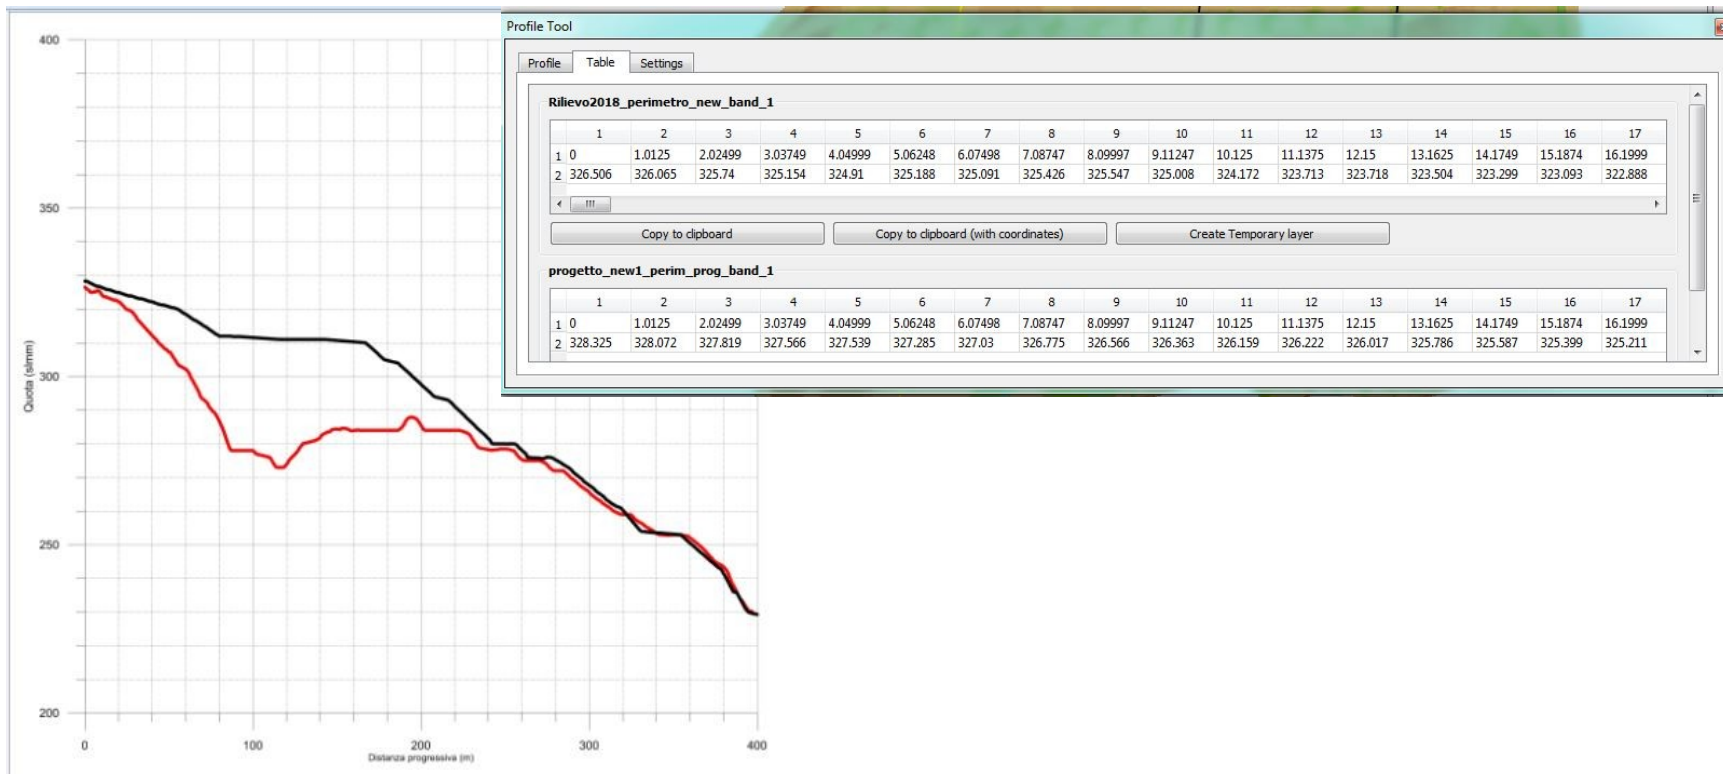 Profile Tool
Profile Table Settings
Rilievo2018_perimetro_new_band_1
1 2 3 4 5 6 7 8 9 10 11 12 13 14 15 16 17
1 0 1.0125 2.02499 3.03749 4.04999 5.06248 6.07498 7.08747 8.09997 9.11247 10.125 11.1375 12.15 13.1625 14.1749 15.1874 16.1999
2 326.506 326.065 325.74 325.154 324.91 325.188 325.091 325.426 325.547 325.008 324.172 323.713 323.718 323.504 323.299 323.093 322.888
Copy to clipboard Copy to clipboard (with coordinates) Create Temporary layer
progetto_new1_perim_prog_band_1
1 2 3 4 5 6 7 8 9 10 11 12 13 14 15 16 17
1 0 1.0125 2.02499 3.03749 4.04999 5.06248 6.07498 7.08747 8.09997 9.11247 10.125 11.1375 12.15 13.1625 14.1749 15.1874 16.1999
2 328.325 328.072 327.819 327.566 327.539 327.285 327.03 326.775 326.566 326.363 326.159 326.222 326.017 325.786 325.587 325.399 325.211
400
350
300
250
200
Quota (slmm)
0 100 200 300 400
Distanza progressiva (m)